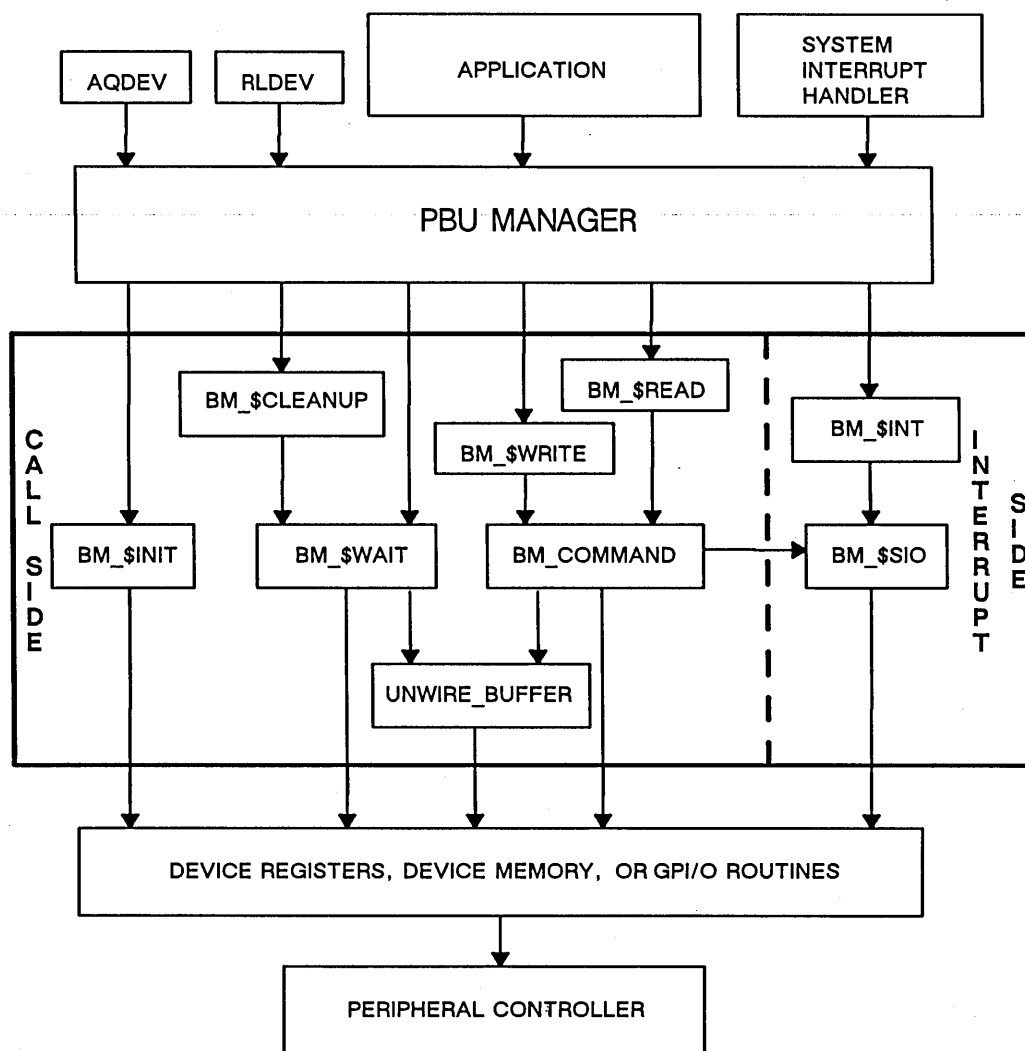 AQDEV
RLDEV
APPLICATION
SYSTEM
INTERRUPT
HANDLER
PBU MANAGER
BM_$CLEANUP
BM_$READ
BM_$WRITE
BM_$INT
BM_$INIT
BM_$WAIT
BM_COMMAND
BM_$SIO
UNWIRE_BUFFER
CALL SIDE
INTERRUPT
SIDE
DEVICE REGISTERS, DEVICE MEMORY, OR GPI/O ROUTINES
PERIPHERAL CONTROLLER